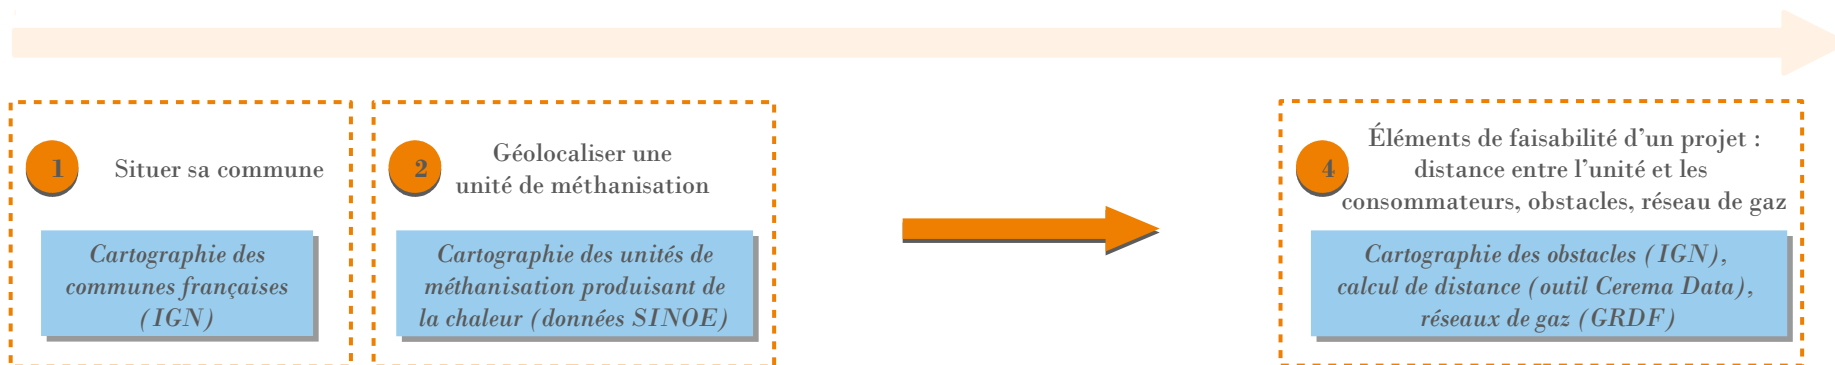 1
Situer sa commune
Cartographie des
communes françaises
(IGN)
2
Géolocaliser une
unité de méthanisation
Cartographie des unités de
méthanisation produisant de
la chaleur (données SINOE)
4
Éléments de faisabilité d'un projet :
distance entre l'unité et les
consommateurs, obstacles, réseau de gaz
Cartographie des obstacles (IGN),
calcul de distance (outil Cerema Data),
réseaux de gaz (GRDF)